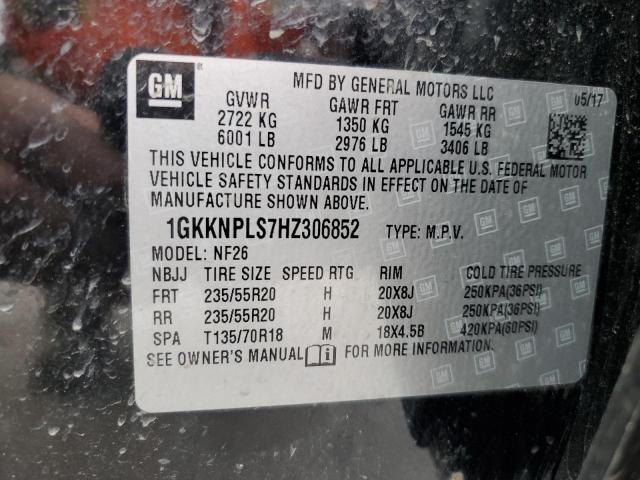 GM
MFD BY GENERAL MOTORS LLC
05/17
GVWR GAWR FRT GAWR RR
2722 KG 1350 KG 1545 KG
6001 LB 2976 LB 3406 LB
THIS VEHICLE CONFORMS TO ALL APPLICABLE U.S. FEDERAL MOTOR
VEHICLE SAFETY STANDARDS IN EFFECT ON THE DATE OF
MANUFACTURE SHOWN ABOVE.
1GKKNPLS7HZ306852 TYPE: M.P.V.
MODEL: NF26
NBJJ TIRE SIZE SPEED RTG RIM COLD TIRE PRESSURE
FRT 235/55R20 H 20X8J 250KPA(36PSI)
RR 235/55R20 H 20X8J 250KPA(36PSI)
SPA T135/70R18 M 18X4.5B 420KPA(60PSI)
SEE OWNER'S MANUAL i FOR MORE INFORMATION.